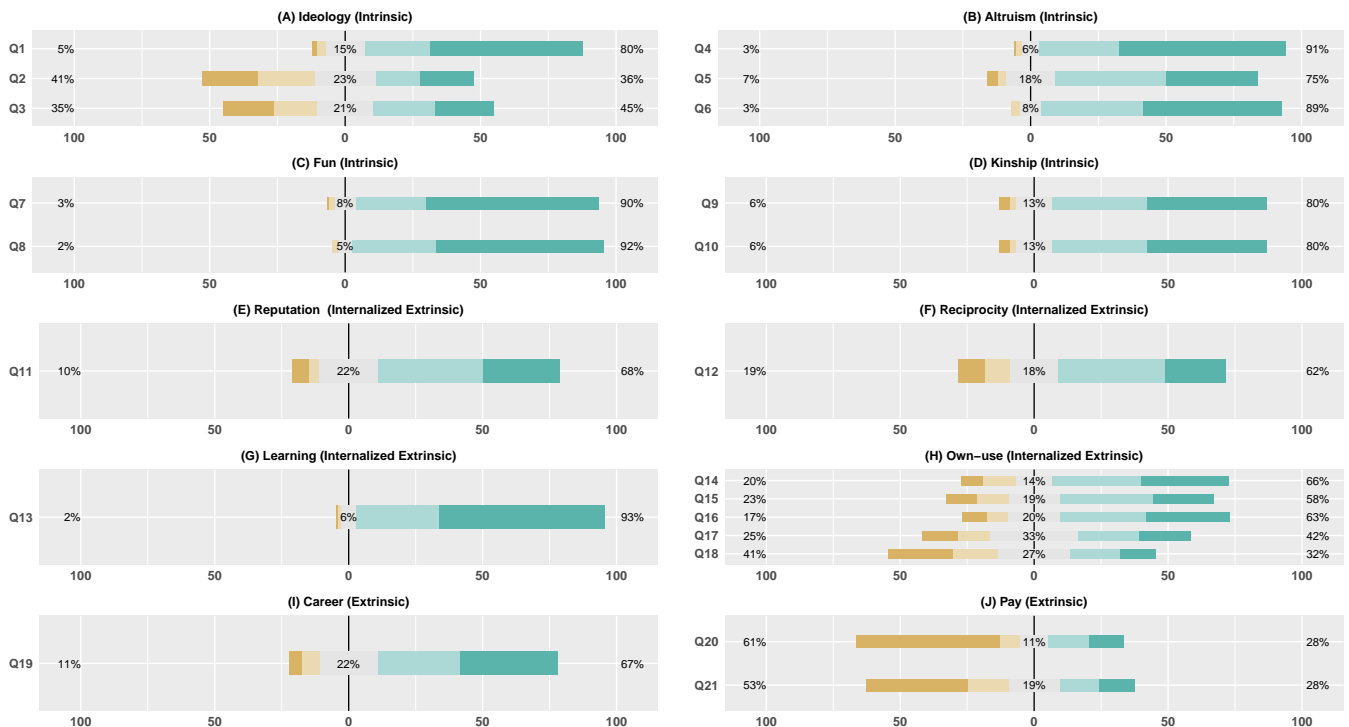 (A) Ideology (Intrinsic)
Q1 5% 15% 80%
Q2 41% 23% 36%
Q3 35% 21% 45%
100 50 0 50 100
(B) Altruism (Intrinsic)
Q4 3% 6% 91%
Q5 7% 18% 75%
Q6 3% 8% 89%
100 50 0 50 100
(C) Fun (Intrinsic)
Q7 3% 8% 90%
Q8 2% 5% 92%
100 50 0 50 100
(D) Kinship (Intrinsic)
Q9 6% 13% 80%
Q10 6% 13% 80%
100 50 0 50 100
(E) Reputation (Internalized Extrinsic)
Q11 10% 22% 68%
100 50 0 50 100
(F) Reciprocity (Internalized Extrinsic)
Q12 19% 18% 62%
100 50 0 50 100
(G) Learning (Internalized Extrinsic)
Q13 2% 6% 93%
100 50 0 50 100
(H) Own−use (Internalized Extrinsic)
Q14 20% 14% 66%
Q15 23% 19% 58%
Q16 17% 20% 63%
Q17 25% 33% 42%
Q18 41% 27% 32%
100 50 0 50 100
(I) Career (Extrinsic)
Q19 11% 22% 67%
100 50 0 50 100
(J) Pay (Extrinsic)
Q20 61% 11% 28%
Q21 53% 19% 28%
100 50 0 50 100